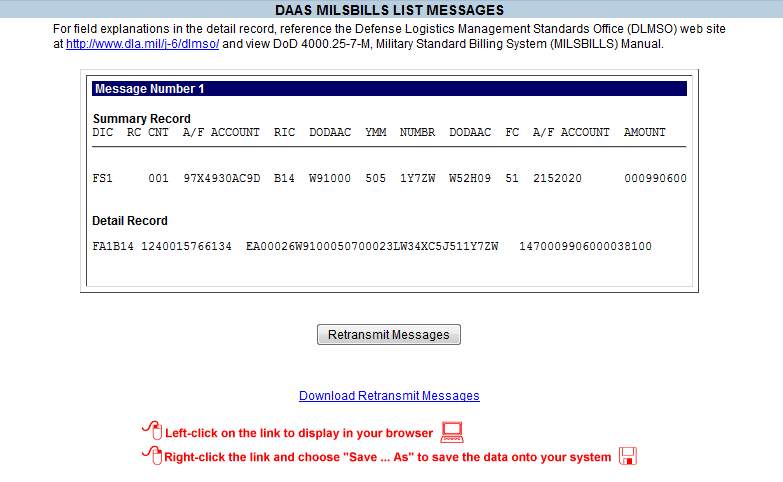 DAAS MILSBILLS LIST MESSAGES
For field explanations in the detail record, reference the Defense Logistics Management Standards Office (DLMSO) web site
at http://www.dla.mil/j-6/dlmso/ and view DoD 4000.25-7-M, Military Standard Billing System (MILSBILLS) Manual.
Message Number 1
Summary Record
DIC RC CNT A/F ACCOUNT RIC DODAAC YMM NUMBR DODAAC FC A/F ACCOUNT AMOUNT
FS1 001 97X4930AC9D B14 W91000 505 1Y7ZW W52H09 51 2152020 000990600
Detail Record
FA1B14 1240015766134 EA00026W9100050700023LW34XC5J511Y7ZW 1470009906000038100
Retransmit Messages
Download Retransmit Messages
Left-click on the link to display in your browser
Right-click the link and choose "Save ... As" to save the data onto your system